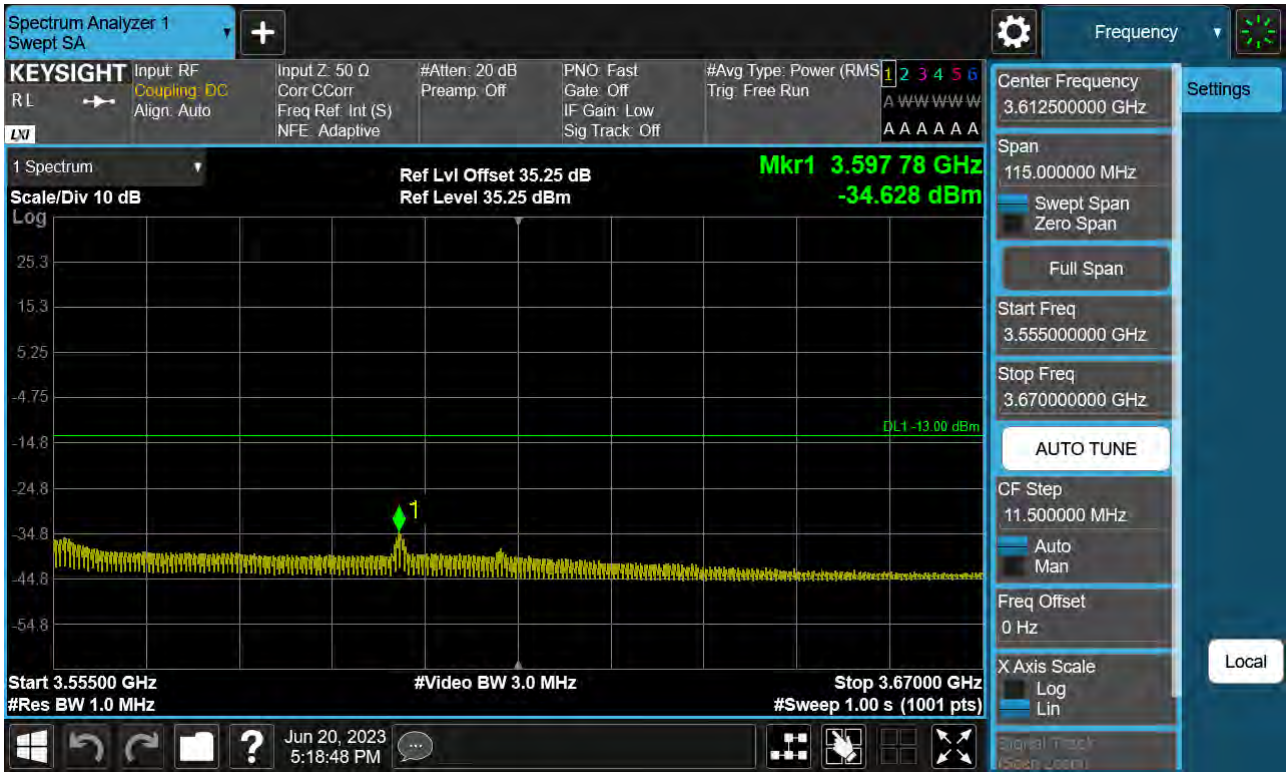 Spectrum Analyzer 1
Swept SA
+
Frequency
KEYSIGHT
RL
LXI
Input: RF
Coupling: DC
Align: Auto
Input Z: 50 Ω
Corr CCorr
Freq Ref: Int (S)
NFE: Adaptive
#Atten: 20 dB
Preamp: Off
PNO: Fast
Gate: Off
IF Gain: Low
Sig Track: Off
#Avg Type: Power (RMS
Trig: Free Run
1 2 3 4 5 6
A W W W W W
A A A A A A
1 Spectrum
Scale/Div 10 dB
Log
Ref Lvl Offset 35.25 dB
Ref Level 35.25 dBm
Mkr1 3.597 78 GHz
-34.628 dBm
25.3
15.3
5.25
-4.75
-14.8
-24.8
-34.8
-44.8
-54.8
DL1 -13.00 dBm
1
Start 3.55500 GHz
#Res BW 1.0 MHz
#Video BW 3.0 MHz
Stop 3.67000 GHz
#Sweep 1.00 s (1001 pts)
Center Frequency
3.612500000 GHz
Settings
Span
115.000000 MHz
Swept Span
Zero Span
Full Span
Start Freq
3.555000000 GHz
Stop Freq
3.670000000 GHz
AUTO TUNE
CF Step
11.500000 MHz
Auto
Man
Freq Offset
0 Hz
X Axis Scale
Log
Lin
Signal Track
(Span Zoom)
Local
?
Jun 20, 2023
5:18:48 PM